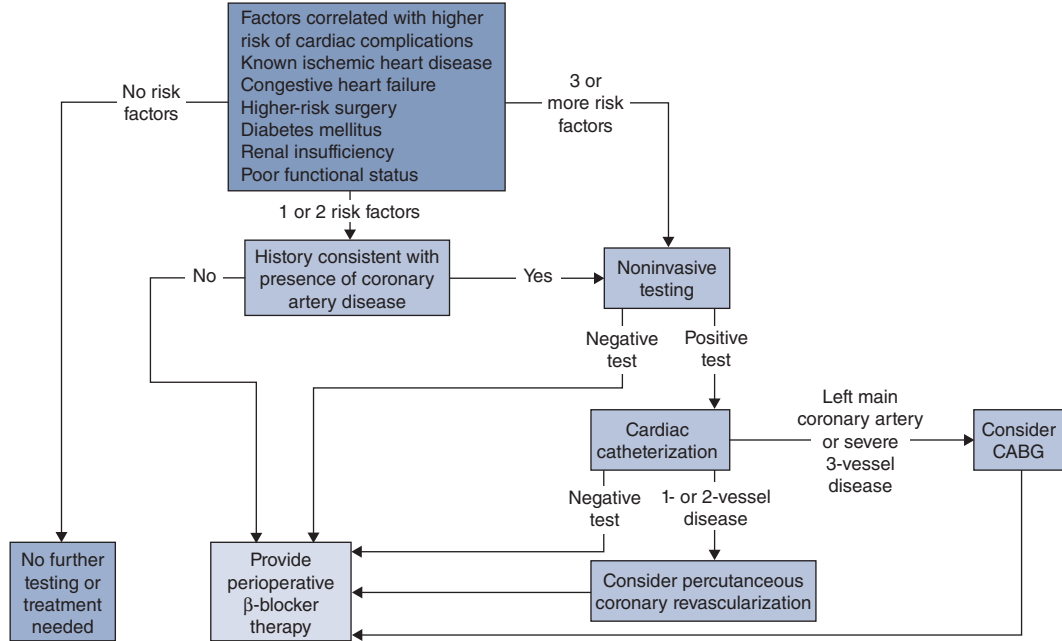 Factors correlated with higher
risk of cardiac complications
Known ischemic heart disease
Congestive heart failure
Higher-risk surgery
Diabetes mellitus
Renal insufficiency
Poor functional status
No risk
factors
3 or
more risk
factors
1 or 2 risk factors
History consistent with
presence of coronary
artery disease
No
Yes
Noninvasive
testing
Negative
test
Positive
test
Cardiac
catheterization
Left main
coronary artery
or severe
3-vessel
disease
Consider
CABG
Negative
test
1- or 2-vessel
disease
No further
testing or
treatment
needed
Provide
perioperative
β-blocker
therapy
Consider percutaneous
coronary revascularization